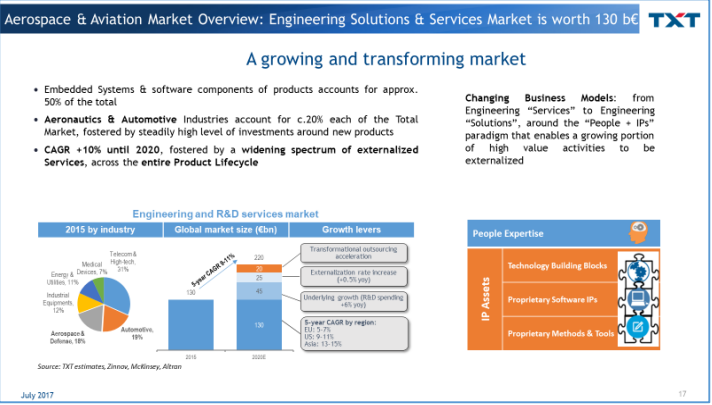 Aerospace & Aviation Market Overview: Engineering Solutions & Services Market is worth 130 b€
TXT
A growing and transforming market
• Embedded Systems & software components of products accounts for approx.
50% of the total
• Aeronautics & Automotive Industries account for c.20% each of the Total
Market, fostered by steadily high level of investments around new products
• CAGR +10% until 2020, fostered by a widening spectrum of externalized
Services, across the entire Product Lifecycle
Changing Business Models: from
Engineering “Services” to Engineering
“Solutions”, around the “People + IPs”
paradigm that enables a growing portion
of high value activities to be
externalized
Engineering and R&D services market
2015 by industry
Global market size (€bn)
Growth levers
Telecom &
High-tech,
31%
Medical
Devices, 7%
Energy &
Utilities, 11%
Industrial
Equipments,
12%
Aerospace &
Defense, 18%
Automotive,
19%
5-year CAGR 9-11%
130
2015
220
20
25
45
130
2020E
Transformational outsourcing
acceleration
Externalization rate increase
(+0.5% yoy)
Underlying growth (R&D spending
+6% yoy)
5-year CAGR by region:
EU: 5-7%
US: 9-11%
Asia: 13-15%
Source: TXT estimates, Zinnov, McKinsey, Altran
People Expertise
IP Assets
Technology Building Blocks
Proprietary Software IPs
Proprietary Methods & Tools
July 2017
17